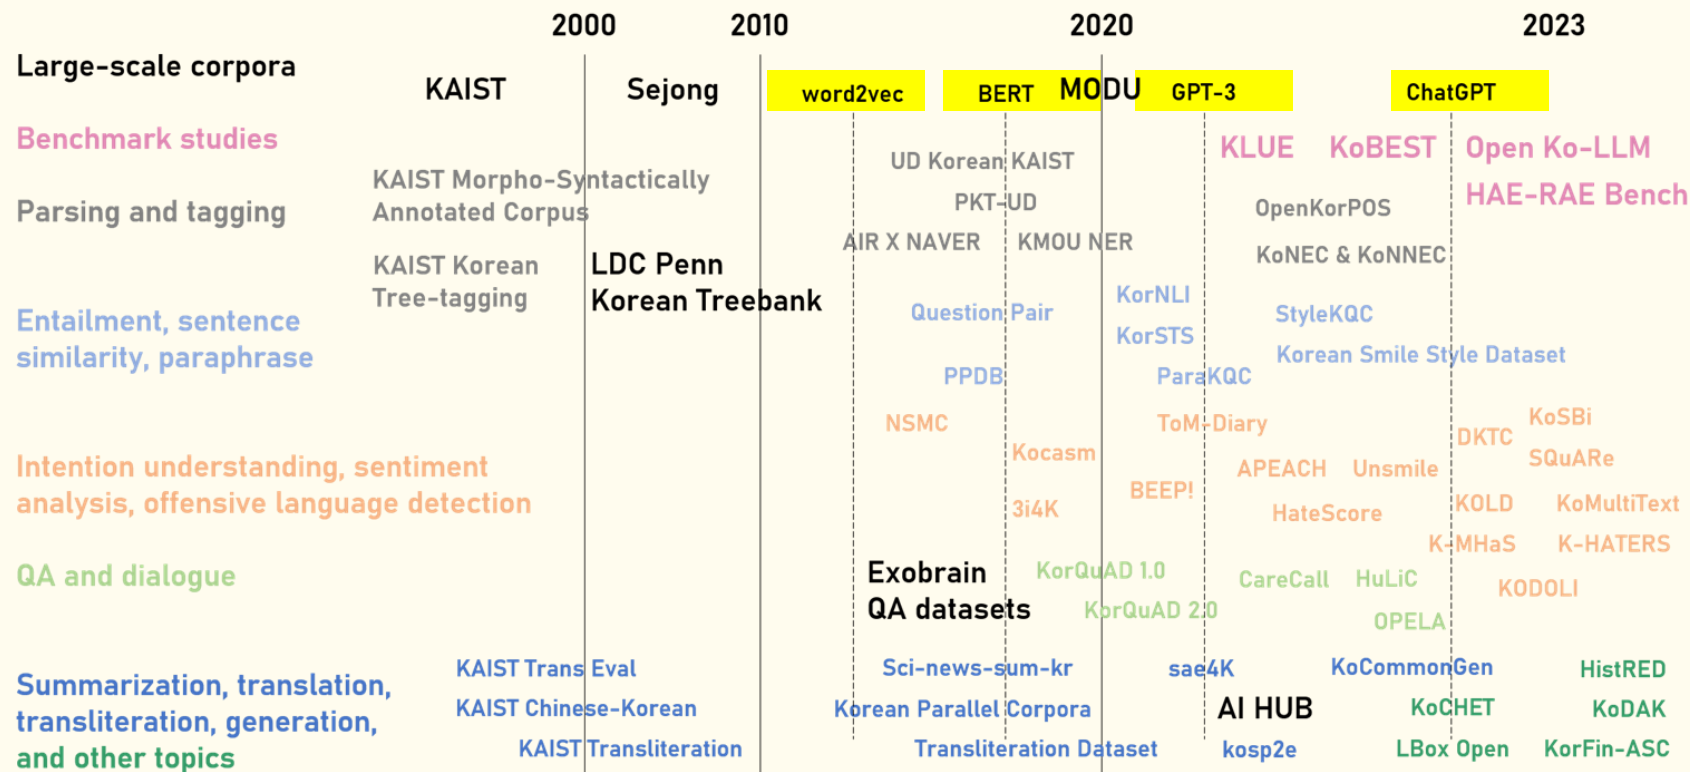 2000 2010 2020 2023
Large-scale corpora
KAIST Sejong word2vec BERT MODU GPT-3 ChatGPT
Benchmark studies
KLUE KoBEST Open Ko-LLM
HAE-RAE Bench
Parsing and tagging
KAIST Morpho-Syntactically
Annotated Corpus
KAIST Korean
Tree-tagging
LDC Penn
Korean Treebank
UD Korean KAIST
PKT-UD
AIR X NAVER KMOU NER
OpenKorPOS
KoNEC & KoNNEC
Entailment, sentence
similarity, paraphrase
Question Pair
PPDB
KorNLI
KorSTS
ParaKQC
StyleKQC
Korean Smile Style Dataset
Intention understanding, sentiment
analysis, offensive language detection
NSMC
Kocasm
3i4K
ToM-Diary
BEEP!
APEACH Unsmile
HateScore
DKTC
KoSBi
SQuARe
KOLD KoMultiText
K-MHaS K-HATERS
KODOLI
QA and dialogue
Exobrain
QA datasets
KorQuAD 1.0
KorQuAD 2.0
CareCall HuLiC
OPELA
Summarization, translation,
transliteration, generation,
and other topics
KAIST Trans Eval
KAIST Chinese-Korean
KAIST Transliteration
Sci-news-sum-kr
Korean Parallel Corpora
Transliteration Dataset
sae4K
AI HUB
kosp2e
KoCommonGen
KoCHET
LBox Open
HistRED
KoDAK
KorFin-ASC